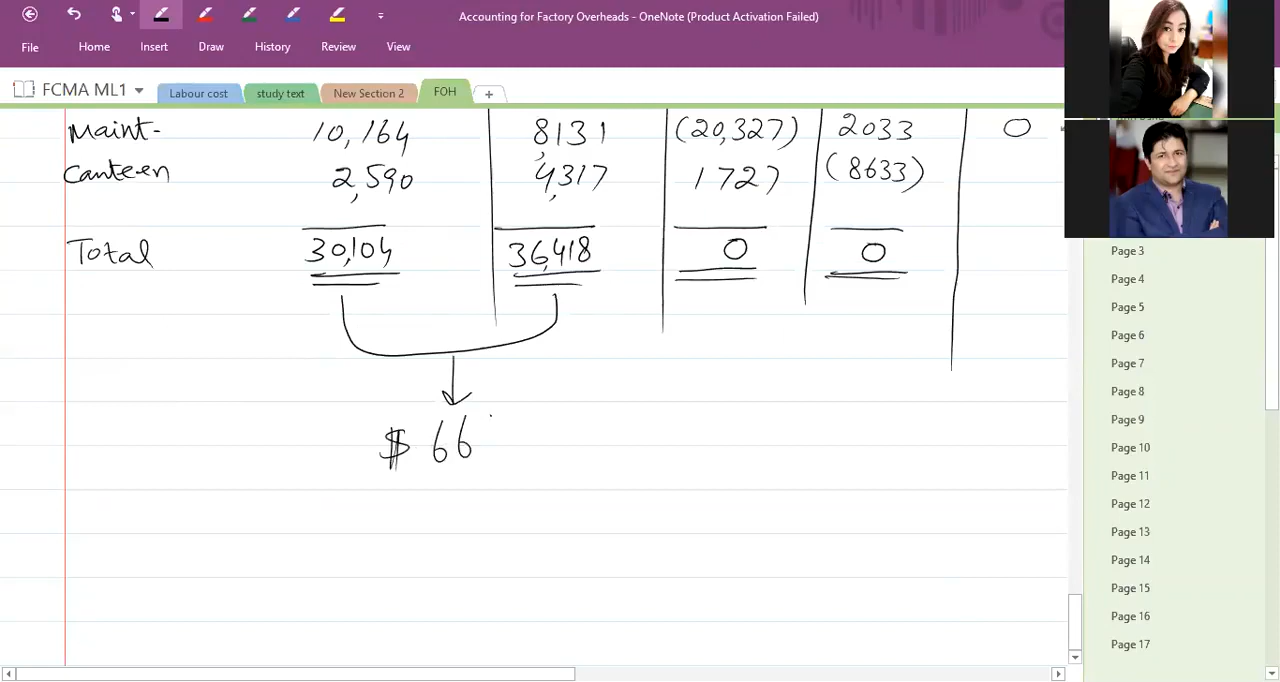 Accounting for Factory Overheads - OneNote (Product Activation Failed)
File Home Insert Draw History Review View
FCMA ML1 Labour cost study text New Section 2 FOH +
Maint- 10,164 8,131 (20,327) 2033 0
Canteen 2,590 4,317 1727 (8633)
Total 30,104 36,418 0 0
$ 66
Page 3
Page 4
Page 5
Page 6
Page 7
Page 8
Page 9
Page 10
Page 11
Page 12
Page 13
Page 14
Page 15
Page 16
Page 17